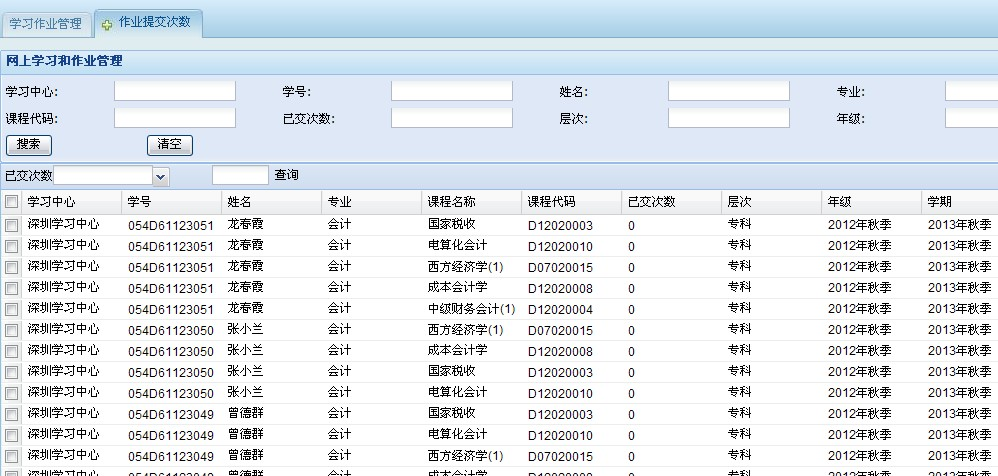 学习作业管理 作业提交次数
网上学习和作业管理
学习中心: 学号: 姓名: 专业:
课程代码: 已交次数: 层次: 年级:
搜索 清空
已交次数 查询
学习中心 学号 姓名 专业 课程名称 课程代码 已交次数 层次 年级 学期
深圳学习中心 054D61123051 龙春霞 会计 国家税收 D12020003 0 专科 2012年秋季 2013年秋季
深圳学习中心 054D61123051 龙春霞 会计 电算化会计 D12020010 0 专科 2012年秋季 2013年秋季
深圳学习中心 054D61123051 龙春霞 会计 西方经济学(1) D07020015 0 专科 2012年秋季 2013年秋季
深圳学习中心 054D61123051 龙春霞 会计 成本会计学 D12020008 0 专科 2012年秋季 2013年秋季
深圳学习中心 054D61123051 龙春霞 会计 中级财务会计(1) D12020004 0 专科 2012年秋季 2013年秋季
深圳学习中心 054D61123050 张小兰 会计 西方经济学(1) D07020015 0 专科 2012年秋季 2013年秋季
深圳学习中心 054D61123050 张小兰 会计 成本会计学 D12020008 0 专科 2012年秋季 2013年秋季
深圳学习中心 054D61123050 张小兰 会计 国家税收 D12020003 0 专科 2012年秋季 2013年秋季
深圳学习中心 054D61123050 张小兰 会计 电算化会计 D12020010 0 专科 2012年秋季 2013年秋季
深圳学习中心 054D61123049 曾德群 会计 国家税收 D12020003 0 专科 2012年秋季 2013年秋季
深圳学习中心 054D61123049 曾德群 会计 电算化会计 D12020010 0 专科 2012年秋季 2013年秋季
深圳学习中心 054D61123049 曾德群 会计 西方经济学(1) D07020015 0 专科 2012年秋季 2013年秋季